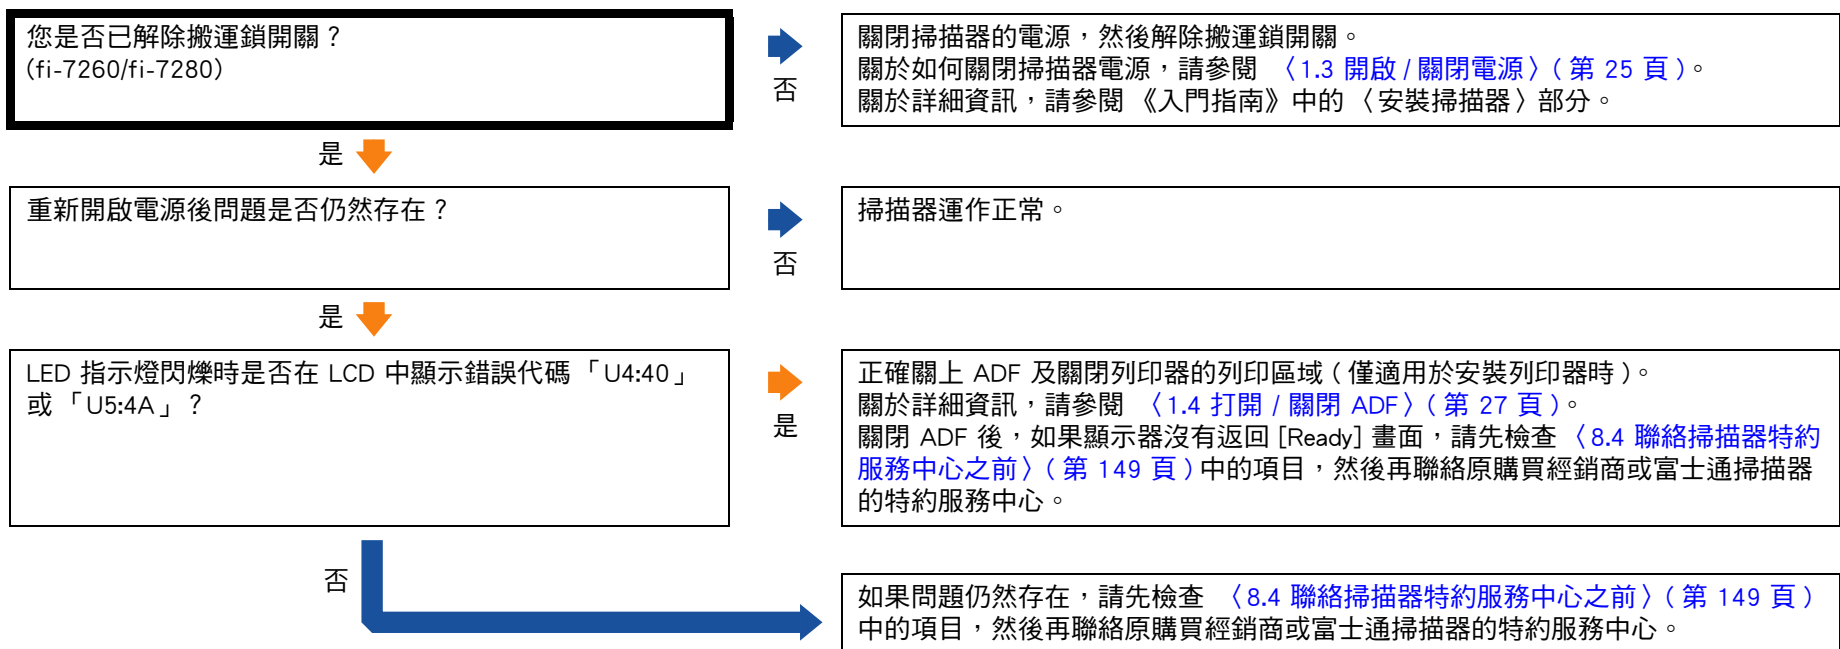 您是否已解除搬運鎖開關？
(fi-7260/fi-7280)
否
關閉掃描器的電源，然後解除搬運鎖開關。
關於如何關閉掃描器電源，請參閱 〈1.3 開啟 / 關閉電源〉( 第 25 頁 )。
關於詳細資訊，請參閱 《入門指南》中的 〈安裝掃描器〉部分。
是
重新開啟電源後問題是否仍然存在？
否
掃描器運作正常。
是
LED 指示燈閃爍時是否在 LCD 中顯示錯誤代碼 「U4:40」
或 「U5:4A」？
是
正確關上 ADF 及關閉列印器的列印區域 ( 僅適用於安裝列印器時 )。
關於詳細資訊，請參閱 〈1.4 打開 / 關閉 ADF〉( 第 27 頁 )。
關閉 ADF 後，如果顯示器沒有返回 [Ready] 畫面，請先檢查 〈8.4 聯絡掃描器特約
服務中心之前〉( 第 149 頁 ) 中的項目，然後再聯絡原購買經銷商或富士通掃描器
的特約服務中心。
否
如果問題仍然存在，請先檢查 〈8.4 聯絡掃描器特約服務中心之前〉( 第 149 頁 )
中的項目，然後再聯絡原購買經銷商或富士通掃描器的特約服務中心。